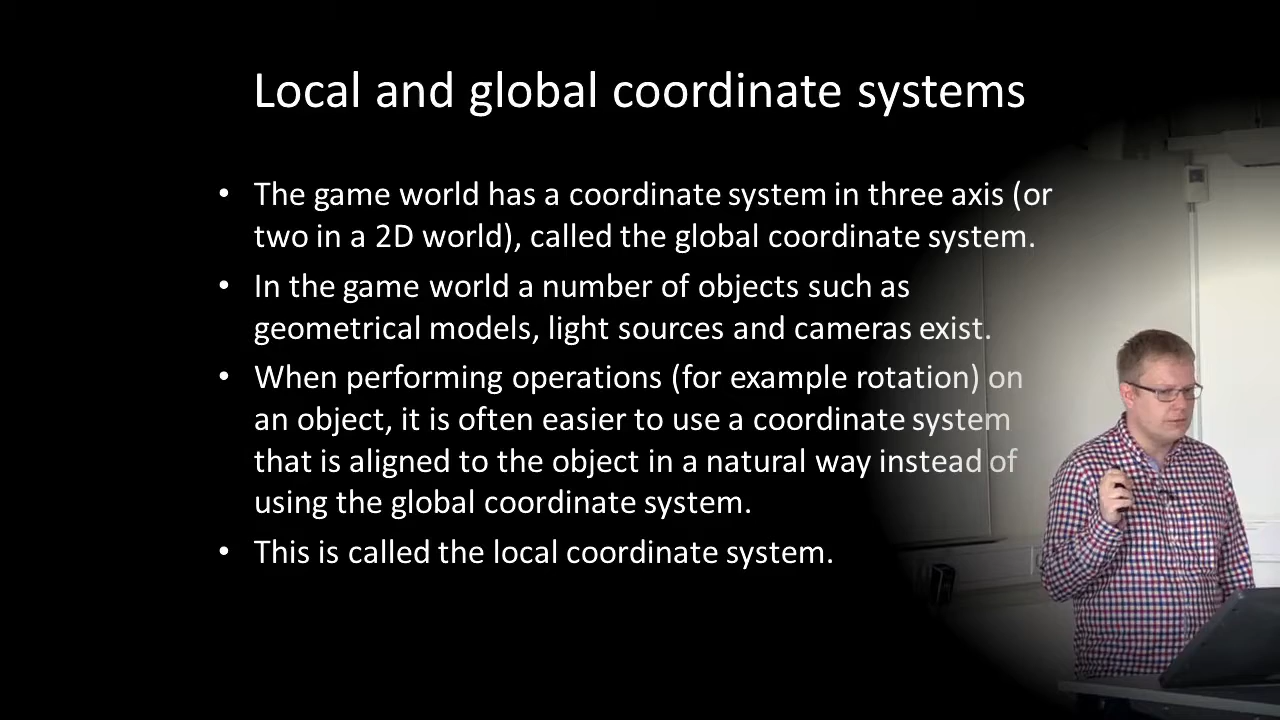 Local and global coordinate systems
• The game world has a coordinate system in three axis (or
two in a 2D world), called the global coordinate system.
• In the game world a number of objects such as
geometrical models, light sources and cameras exist.
• When performing operations (for example rotation) on
an object, it is often easier to use a coordinate system
that is aligned to the object in a natural way instead of
using the global coordinate system.
• This is called the local coordinate system.